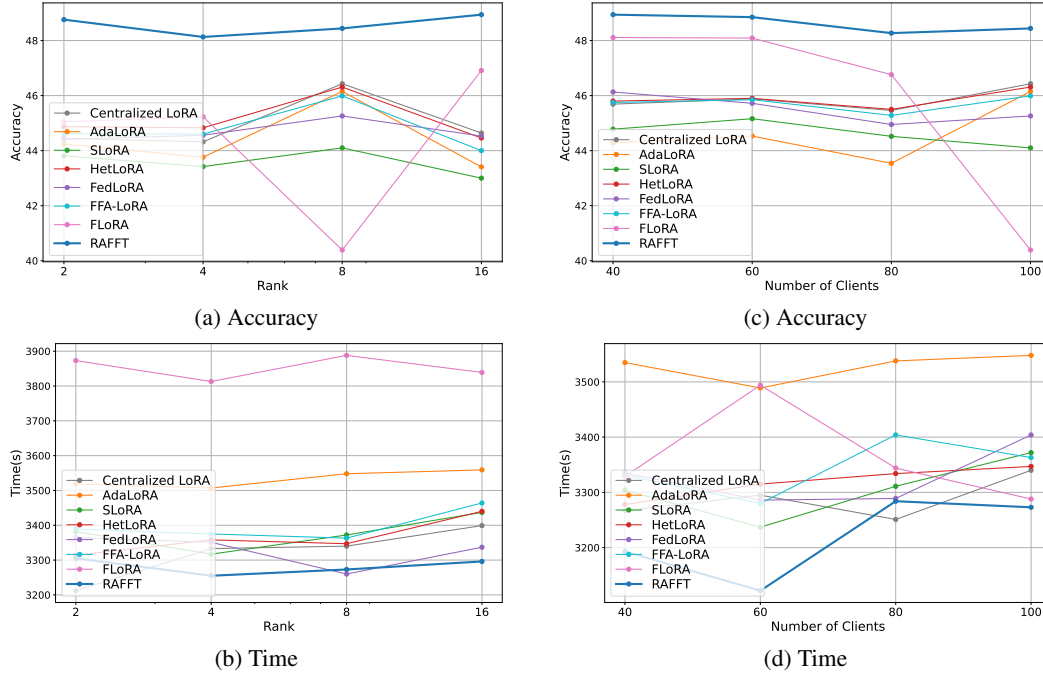 48
46
44
42
40
Accuracy
Centralized LoRA
AdaLoRA
SLoRA
HetLoRA
FedLoRA
FFA-LoRA
FLoRA
RAFFT
2
4
8
16
Rank
(a) Accuracy
48
46
44
42
40
Accuracy
Centralized LoRA
AdaLoRA
SLoRA
HetLoRA
FedLoRA
FFA-LoRA
FLoRA
RAFFT
40
60
80
100
Number of Clients
(c) Accuracy
3900
3800
3700
3600
3500
3400
3300
3200
Time(s)
Centralized LoRA
AdaLoRA
SLoRA
HetLoRA
FedLoRA
FFA-LoRA
FLoRA
RAFFT
2
4
8
16
Rank
(b) Time
3500
3400
3300
3200
Time(s)
Centralized LoRA
AdaLoRA
SLoRA
HetLoRA
FedLoRA
FFA-LoRA
FLoRA
RAFFT
40
60
80
100
Number of Clients
(d) Time